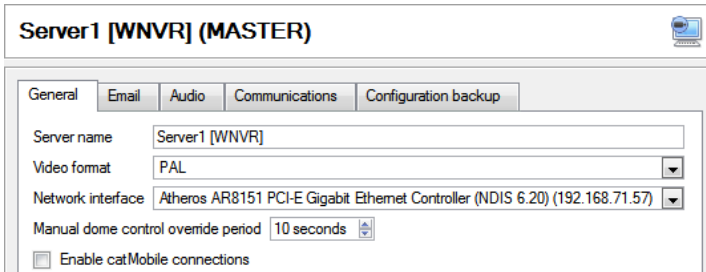 Server1 [WNVR] (MASTER)
General Email Audio Communications Configuration backup
Server name Server1 [WNVR]
Video format PAL
Network interface Atheros AR8151 PCI-E Gigabit Ethernet Controller (NDIS 6.20) (192.168.71.57)
Manual dome control override period 10 seconds
Enable catMobile connections